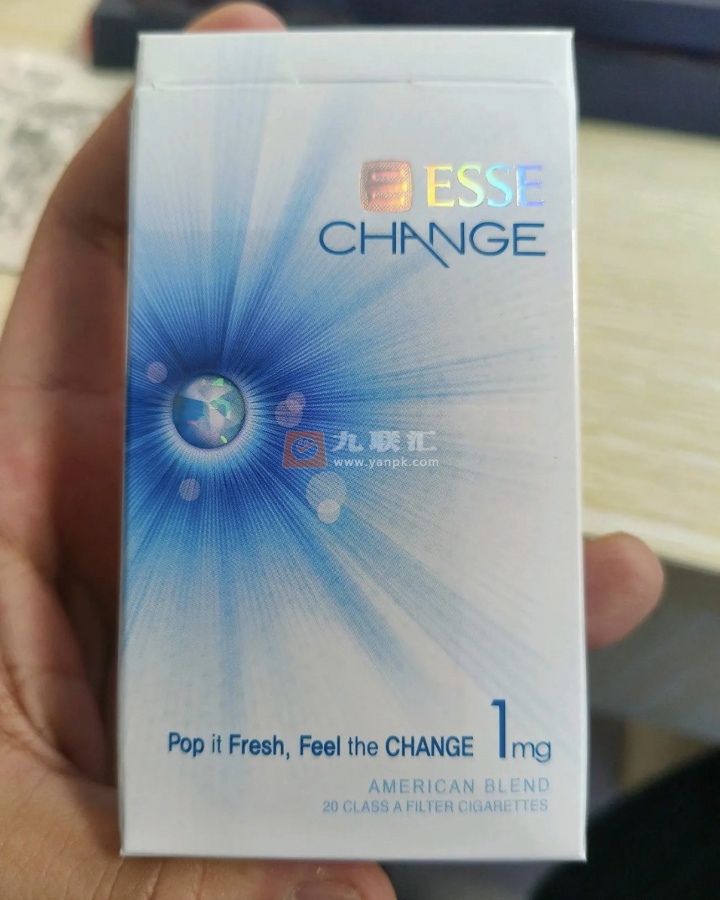 ESSE
CHANGE
九联汇
www.yanpk.com
Pop it Fresh, Feel the CHANGE 1mg
AMERICAN BLEND
20 CLASS A FILTER CIGARETTES